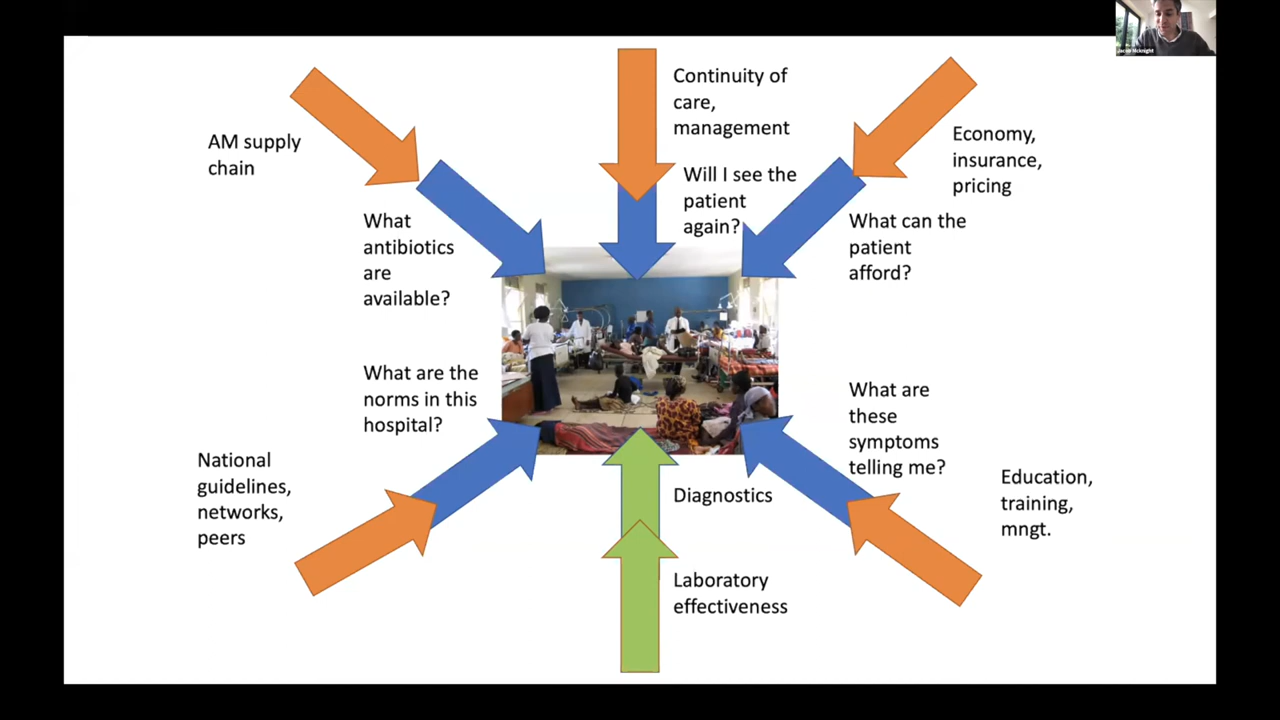 Jacob Mcknight
Continuity of
care,
management
AM supply
chain
Economy,
insurance,
pricing
Will I see the
patient
again?
What
antibiotics
are
available?
What can the
patient
afford?
What are the
norms in this
hospital?
What are
these
symptoms
telling me?
National
guidelines,
networks,
peers
Diagnostics
Education,
training,
mngt.
Laboratory
effectiveness